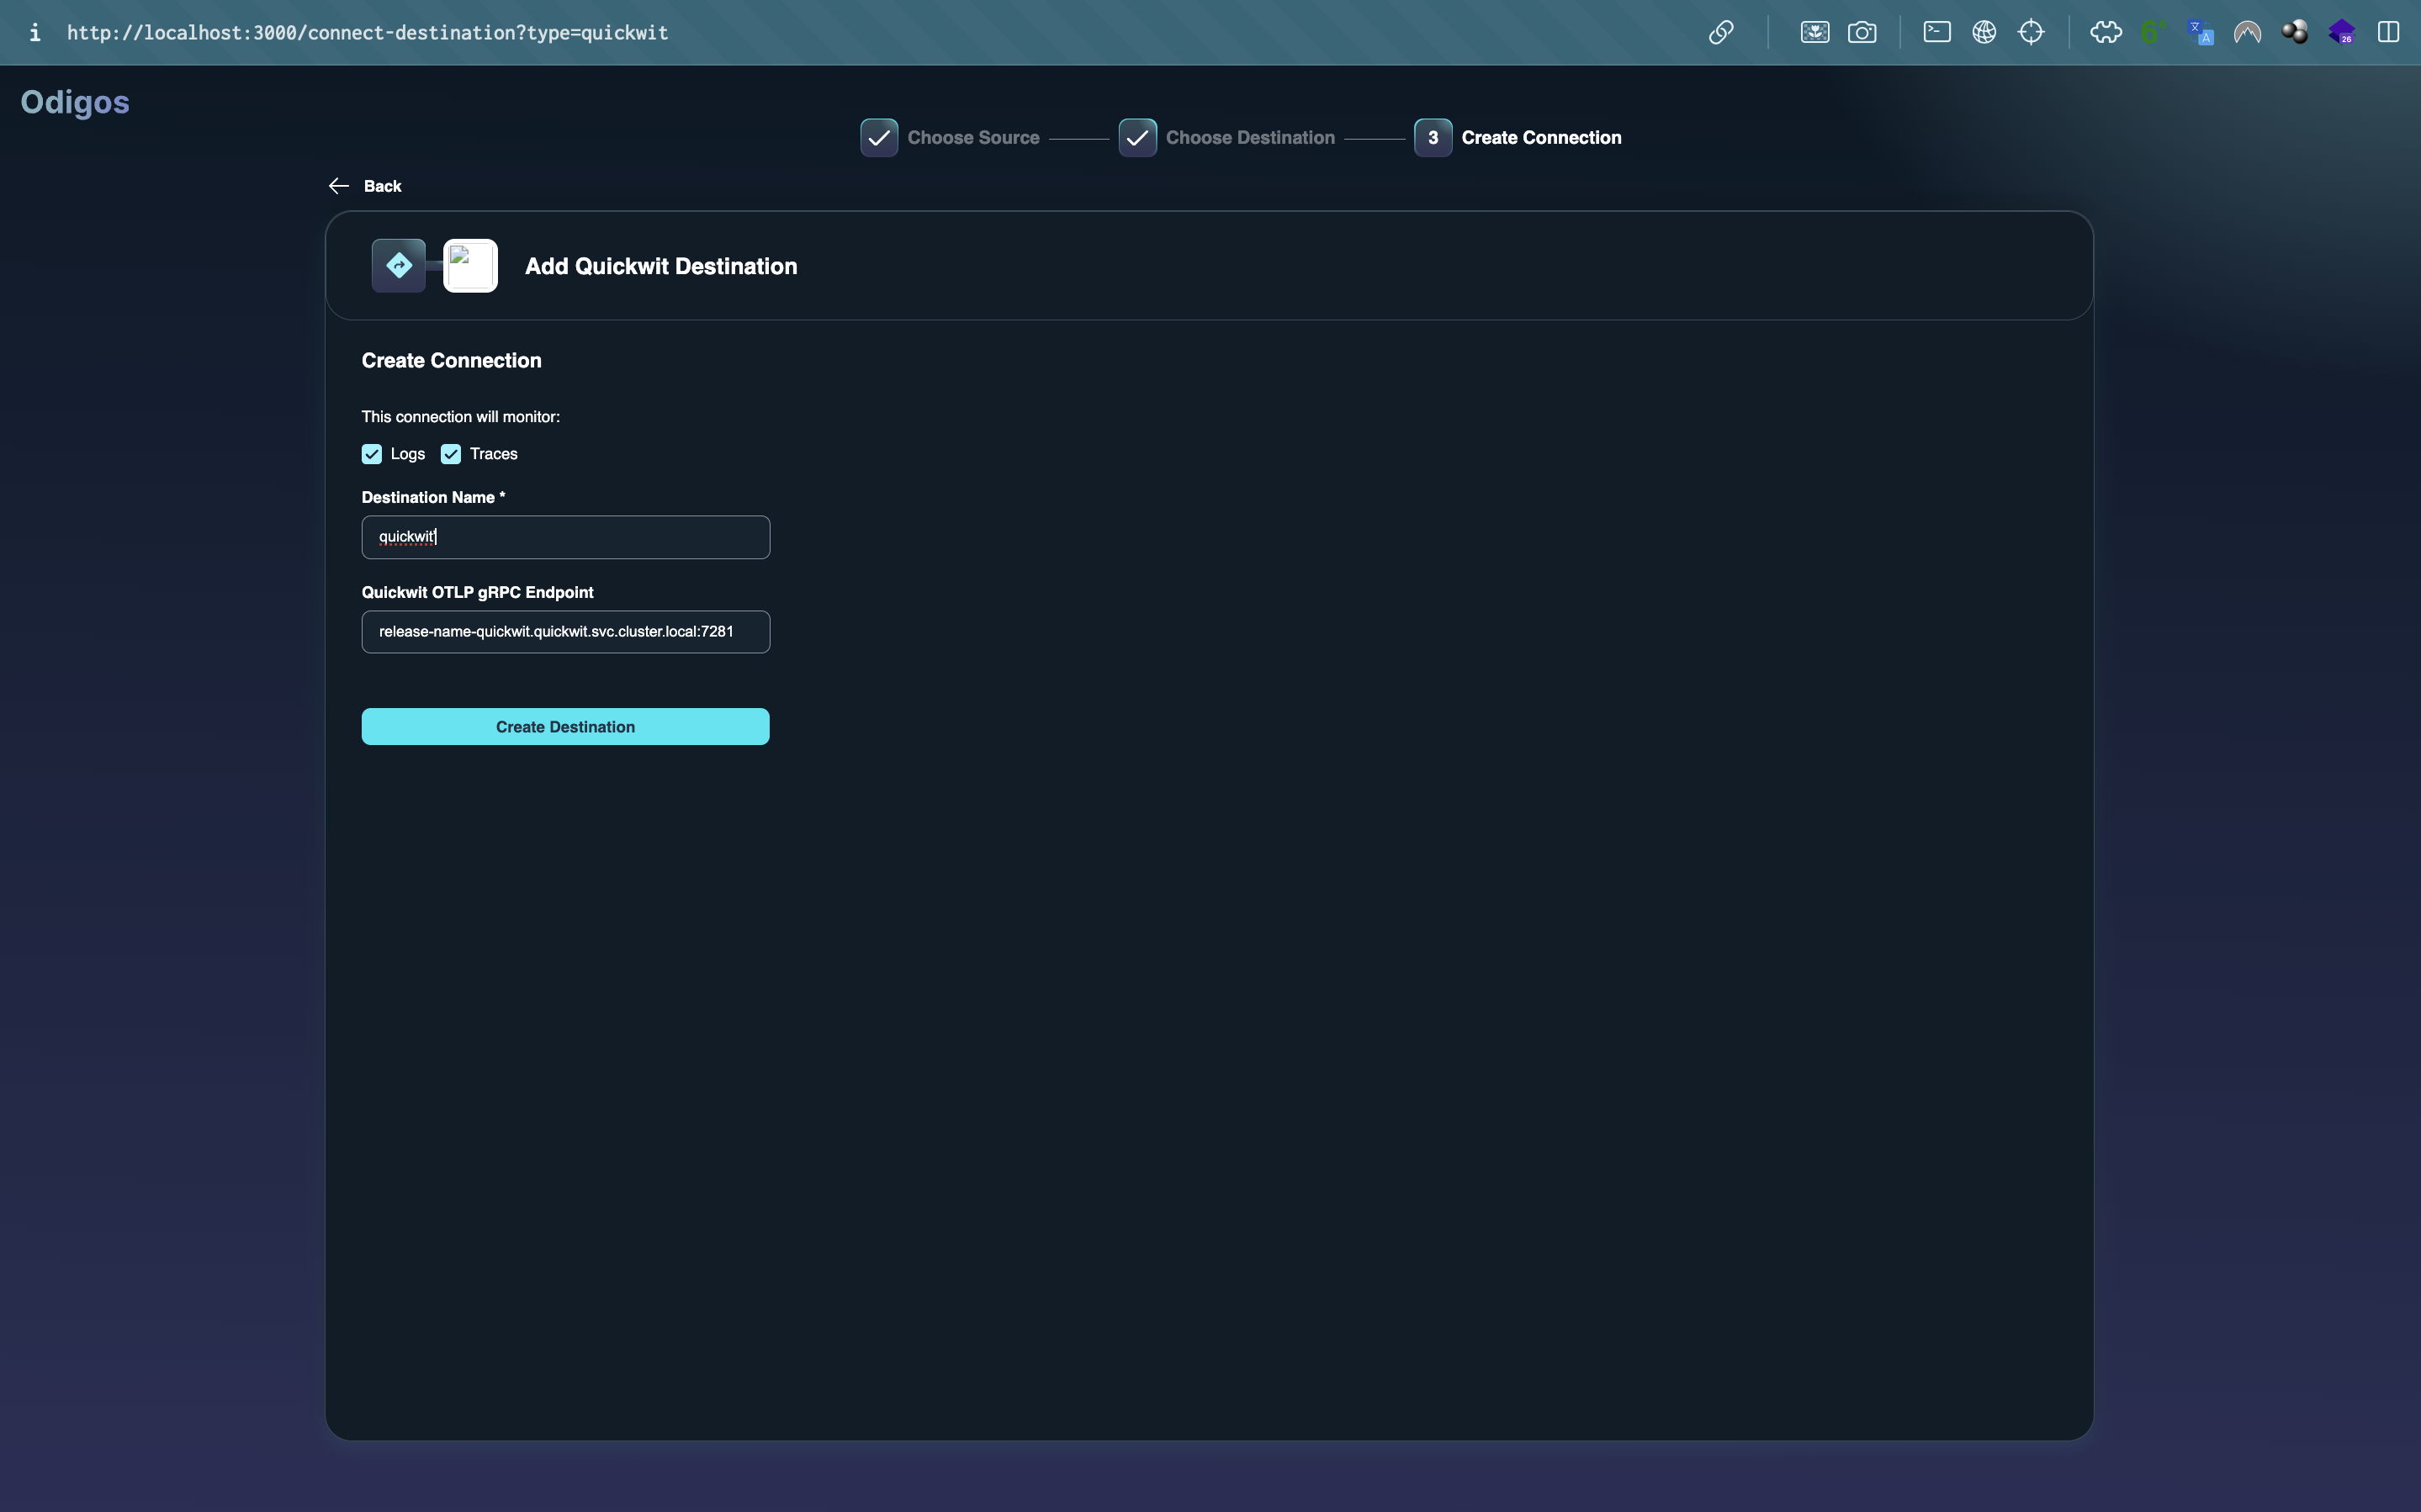 http://localhost:3000/connect-destination?type=quickwit
6°
26
Odigos
Choose Source
Choose Destination
3 Create Connection
Back
Add Quickwit Destination
Create Connection
This connection will monitor:
Logs Traces
Destination Name *
quickwit
Quickwit OTLP gRPC Endpoint
release-name-quickwit.quickwit.svc.cluster.local:7281
Create Destination